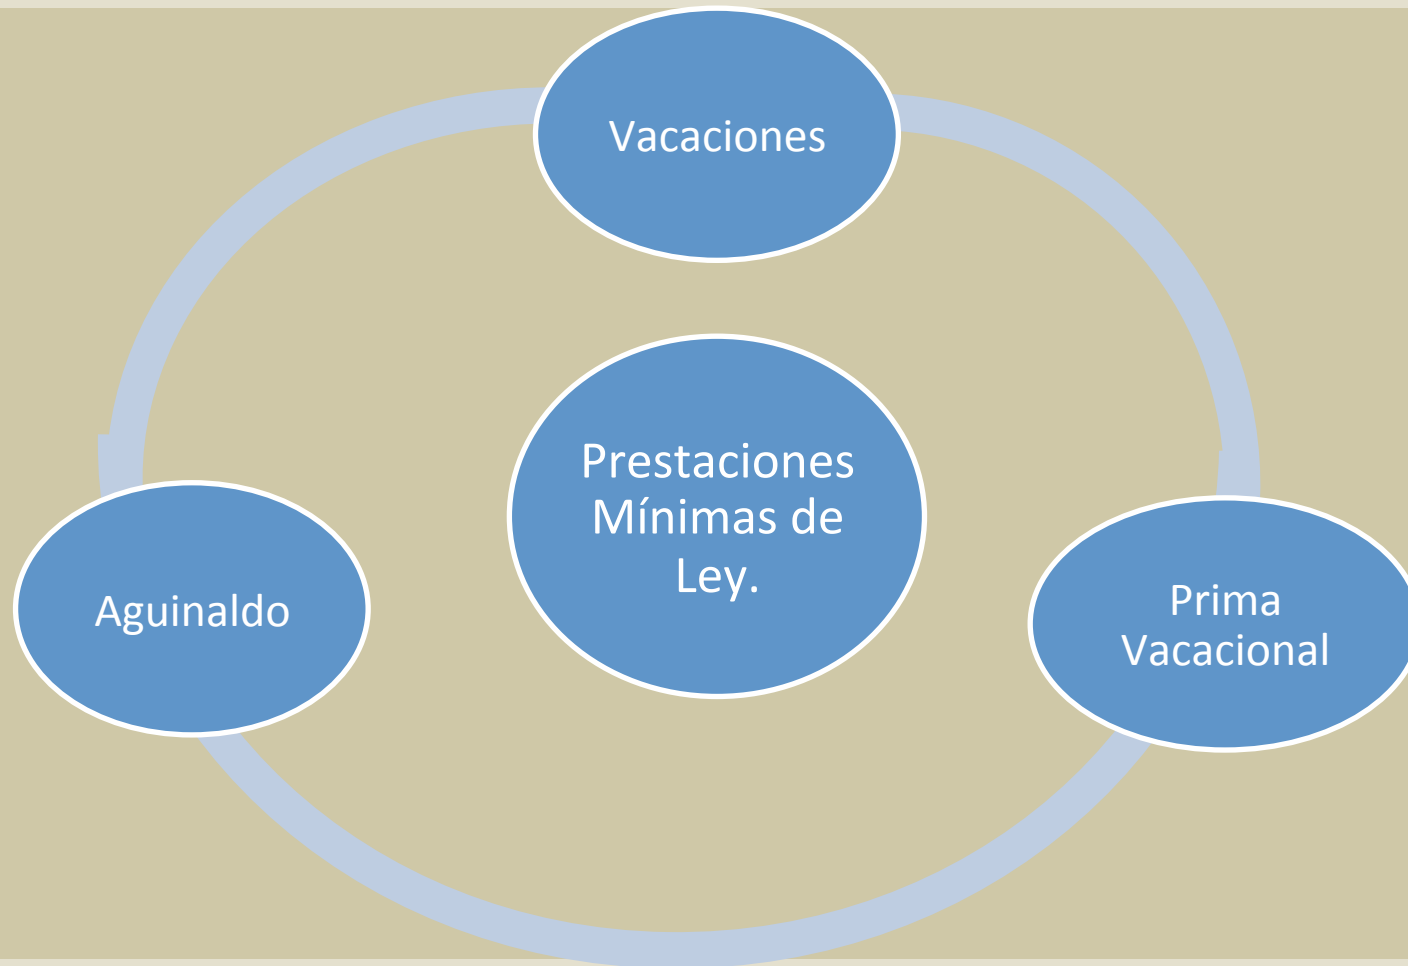 Vacaciones
Prestaciones
Mínimas de
Ley.
Aguinaldo
Prima
Vacacional